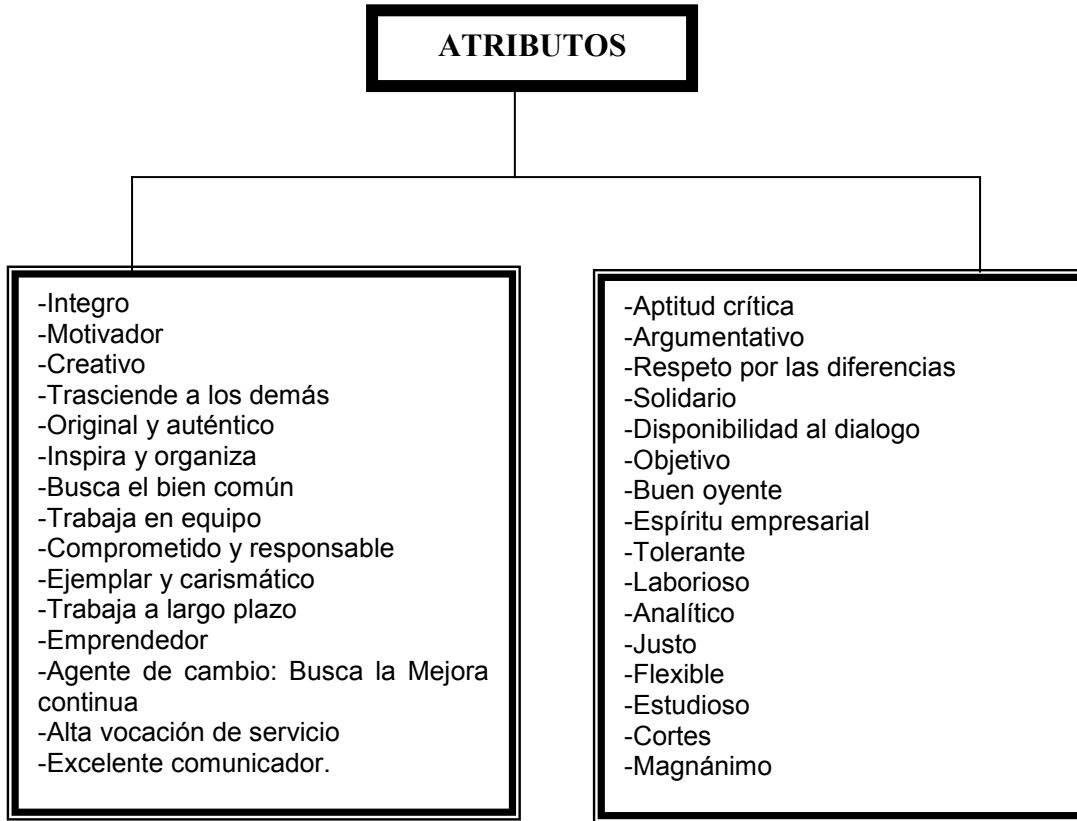 ATRIBUTOS
-Integro
-Motivador
-Creativo
-Trasciende a los demás
-Original y auténtico
-Inspira y organiza
-Busca el bien común
-Trabaja en equipo
-Comprometido y responsable
-Ejemplar y carismático
-Trabaja a largo plazo
-Emprendedor
-Agente de cambio: Busca la Mejora
continua
-Alta vocación de servicio
-Excelente comunicador.
-Aptitud crítica
-Argumentativo
-Respeto por las diferencias
-Solidario
-Disponibilidad al dialogo
-Objetivo
-Buen oyente
-Espíritu empresarial
-Tolerante
-Laborioso
-Analítico
-Justo
-Flexible
-Estudioso
-Cortes
-Magnánimo